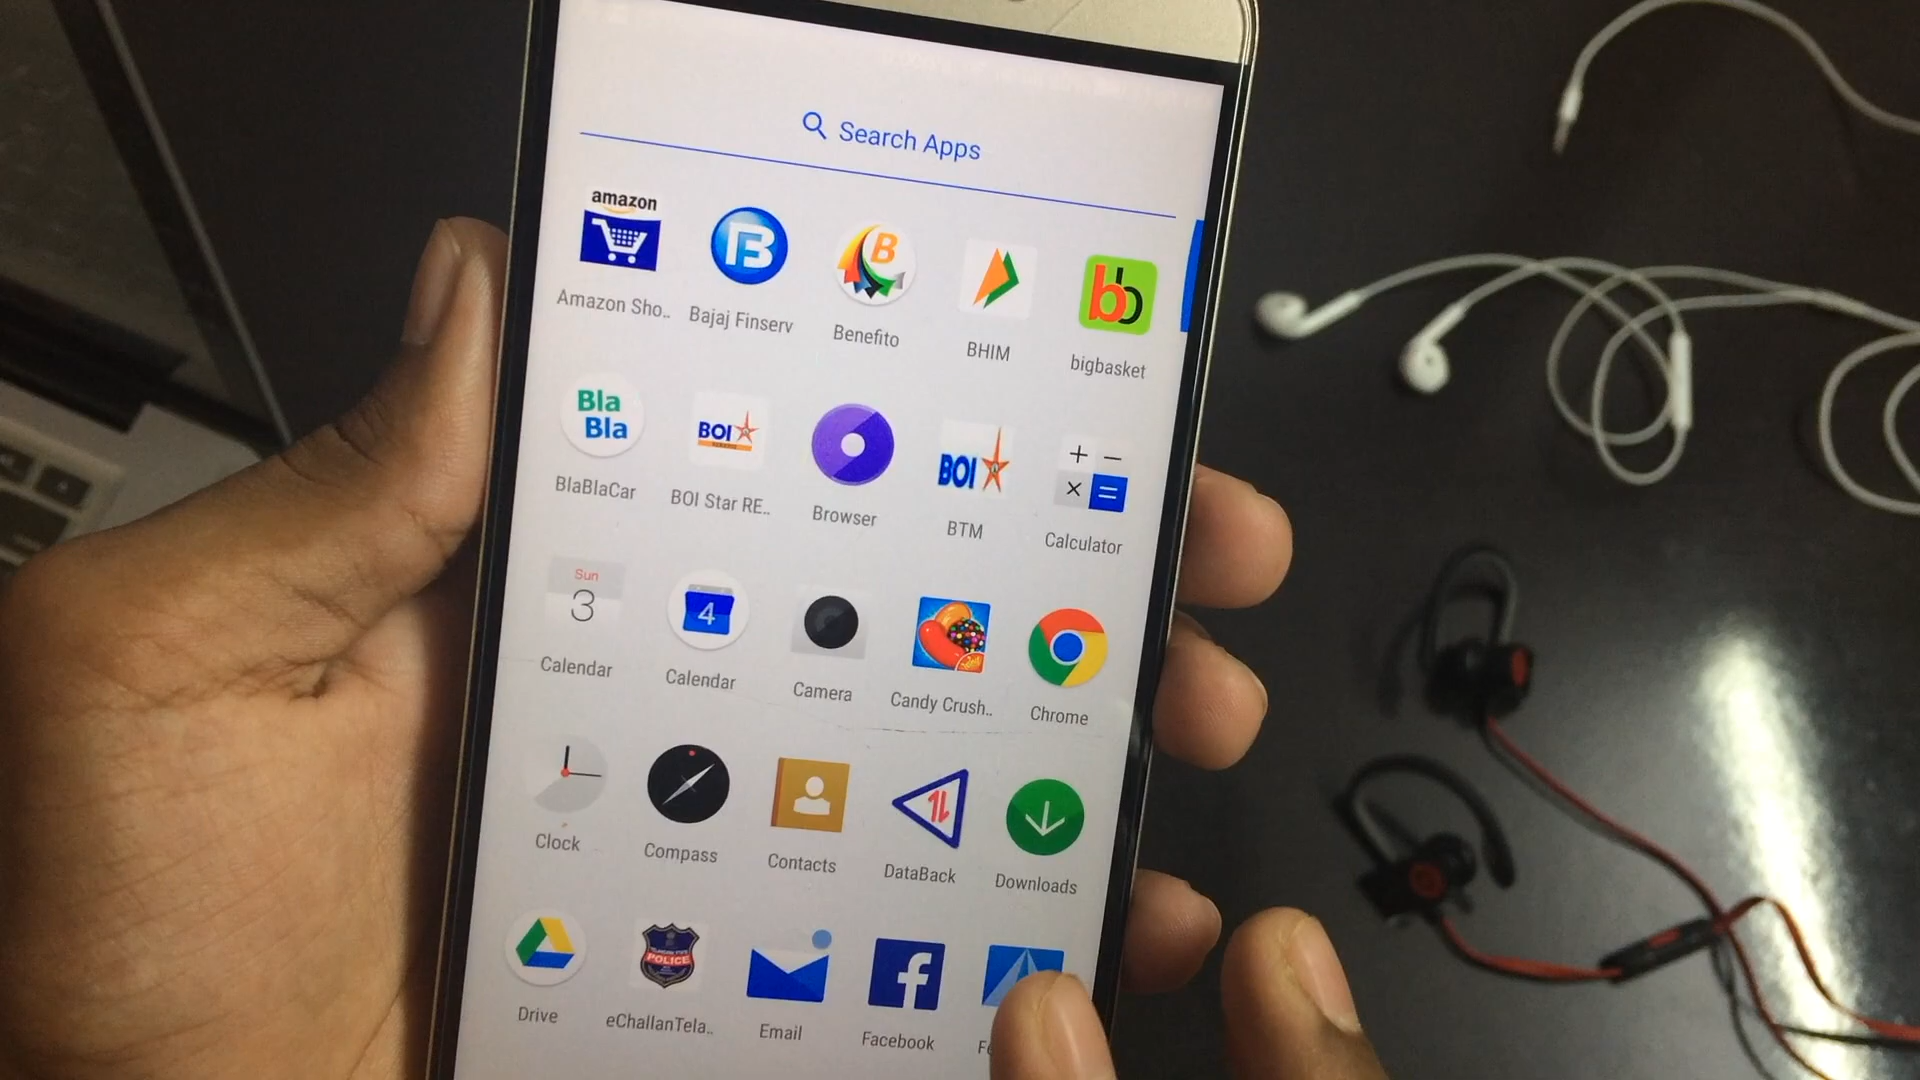 Search Apps
amazon
Amazon Sho..
Bajaj Finserv
B
Benefito
BHIM
bb
bigbasket
Bla
Bla
BlaBlaCar
BOI
BOI Star RE..
Browser
BOI
BTM
+ −
× =
Calculator
Sun
3
Calendar
4
Calendar
Camera
Candy Crush..
Chrome
Clock
Compass
Contacts
DataBack
Downloads
Drive
POLICE
eChallanTela..
Email
f
Facebook